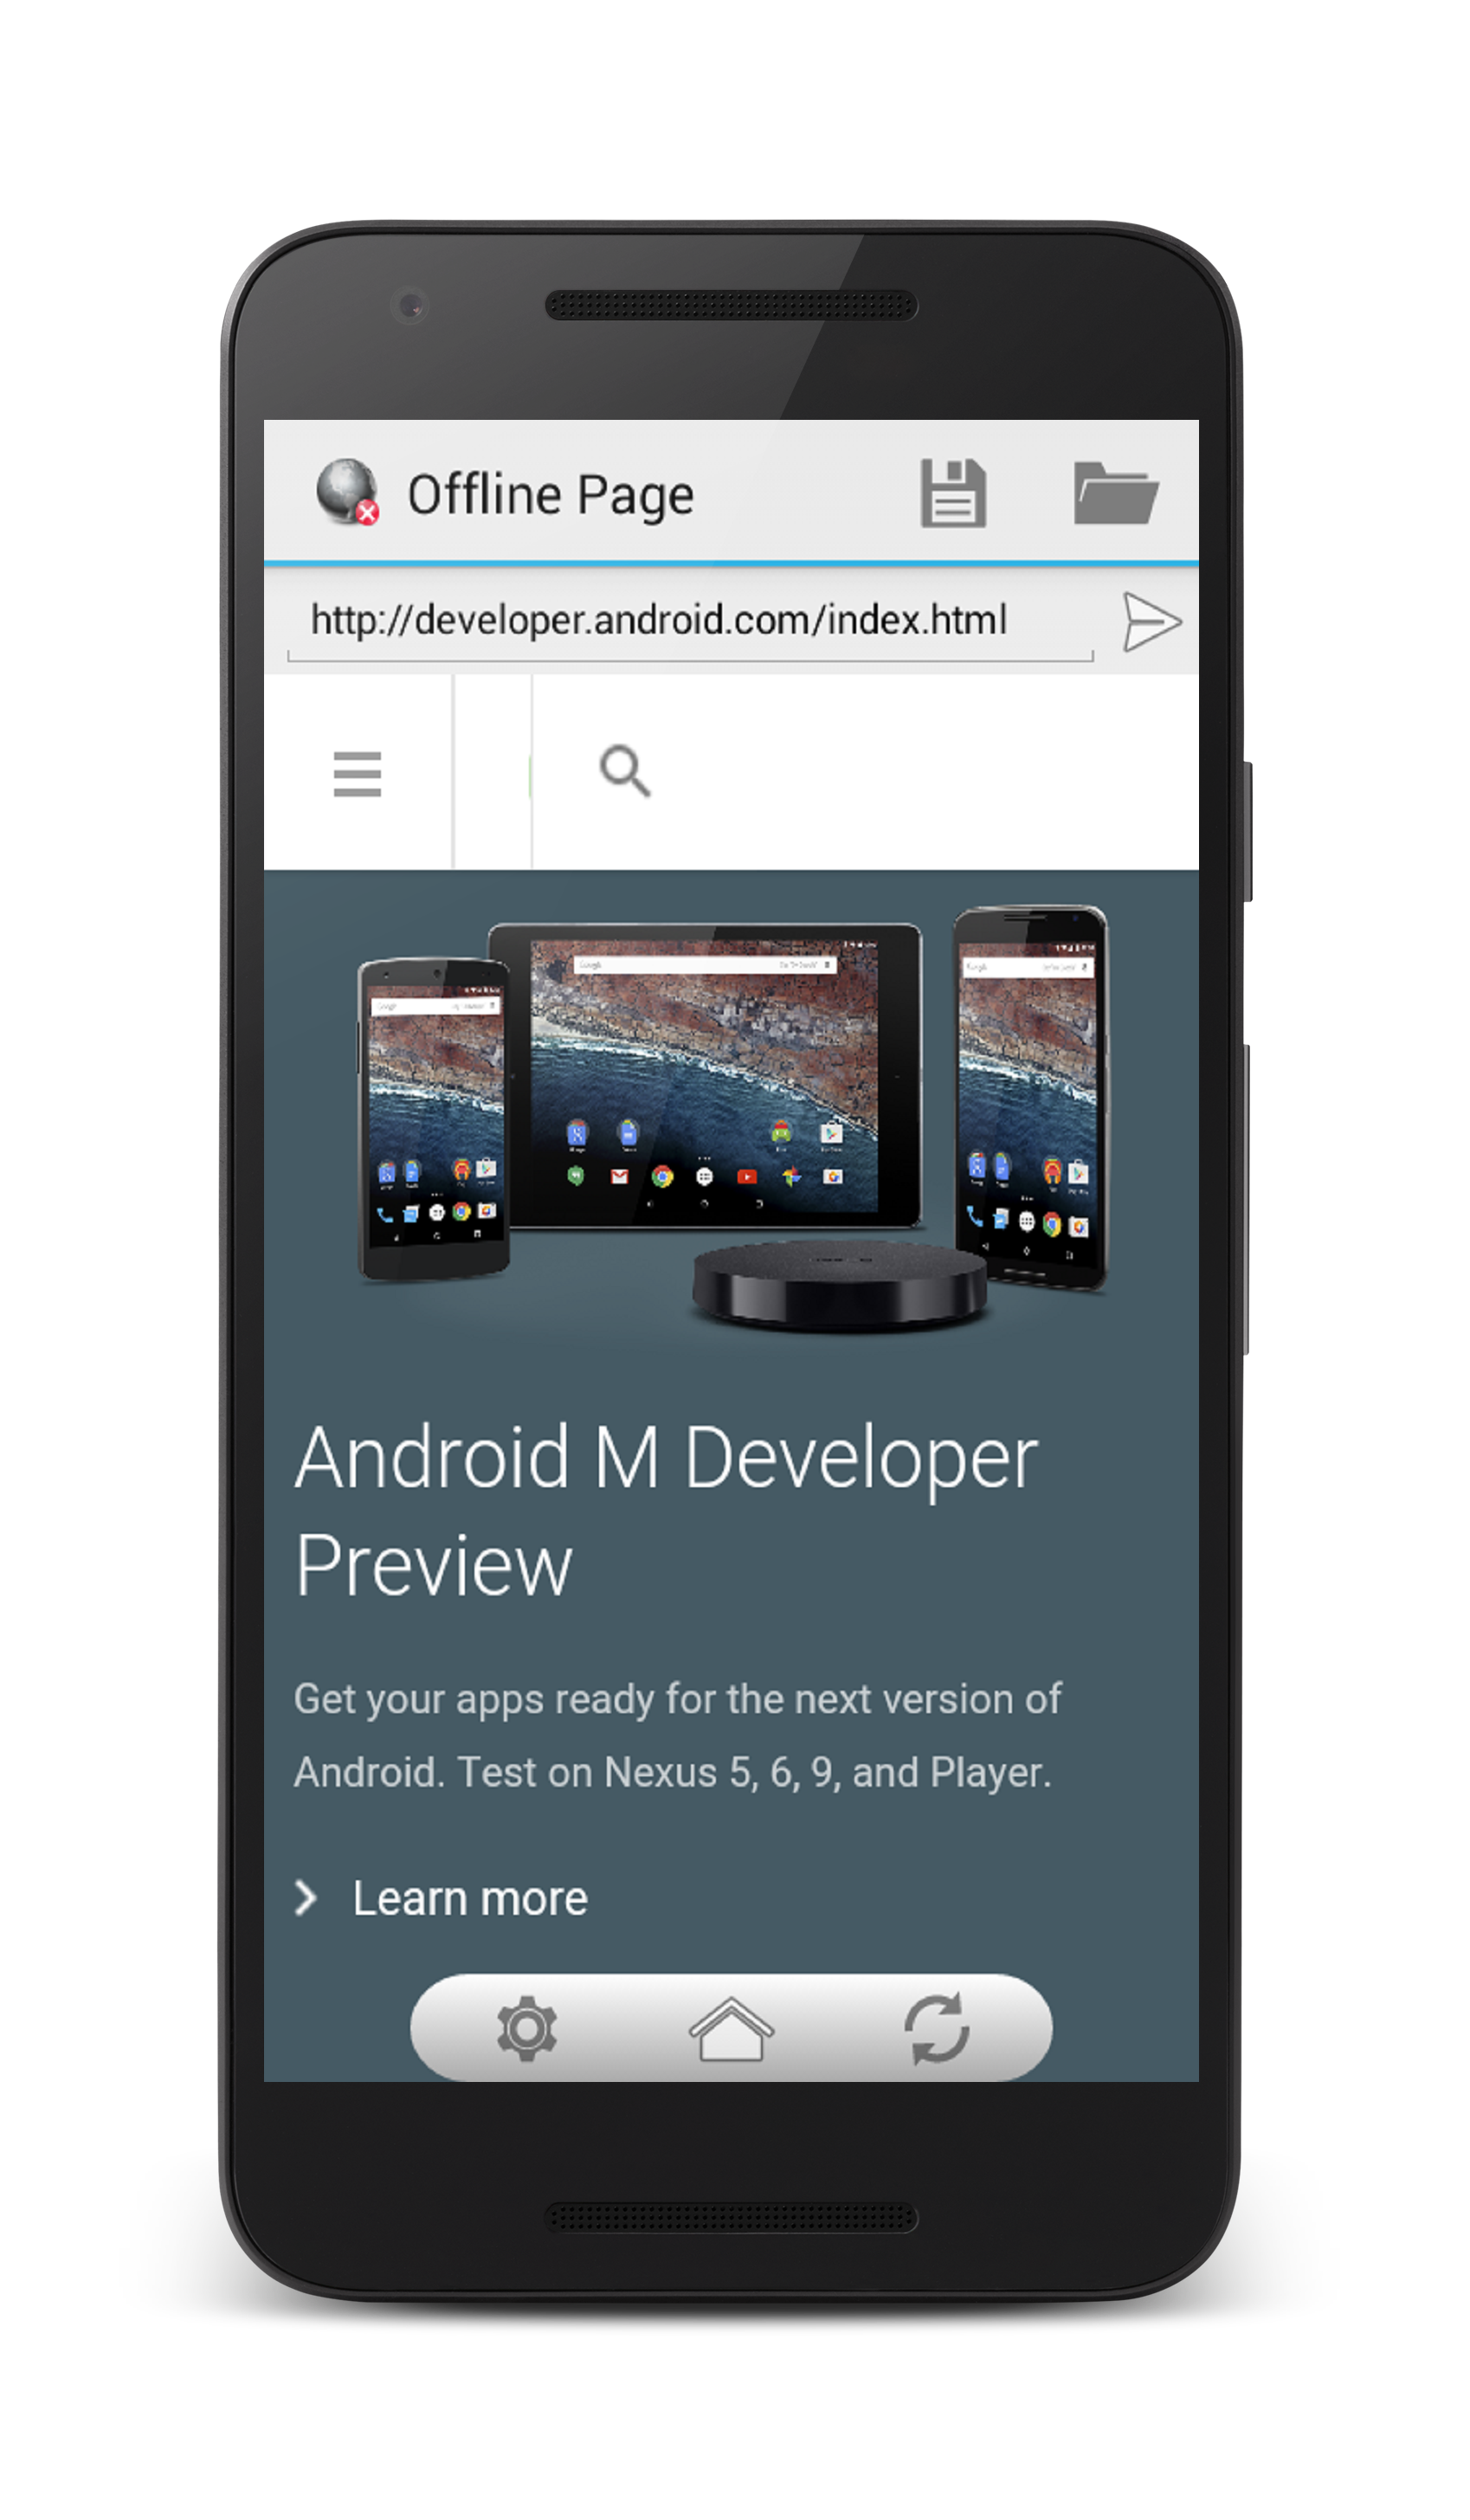 Offline Page
http://developer.android.com/index.html
Android M Developer
Preview
Get your apps ready for the next version of
Android. Test on Nexus 5, 6, 9, and Player.
Learn more